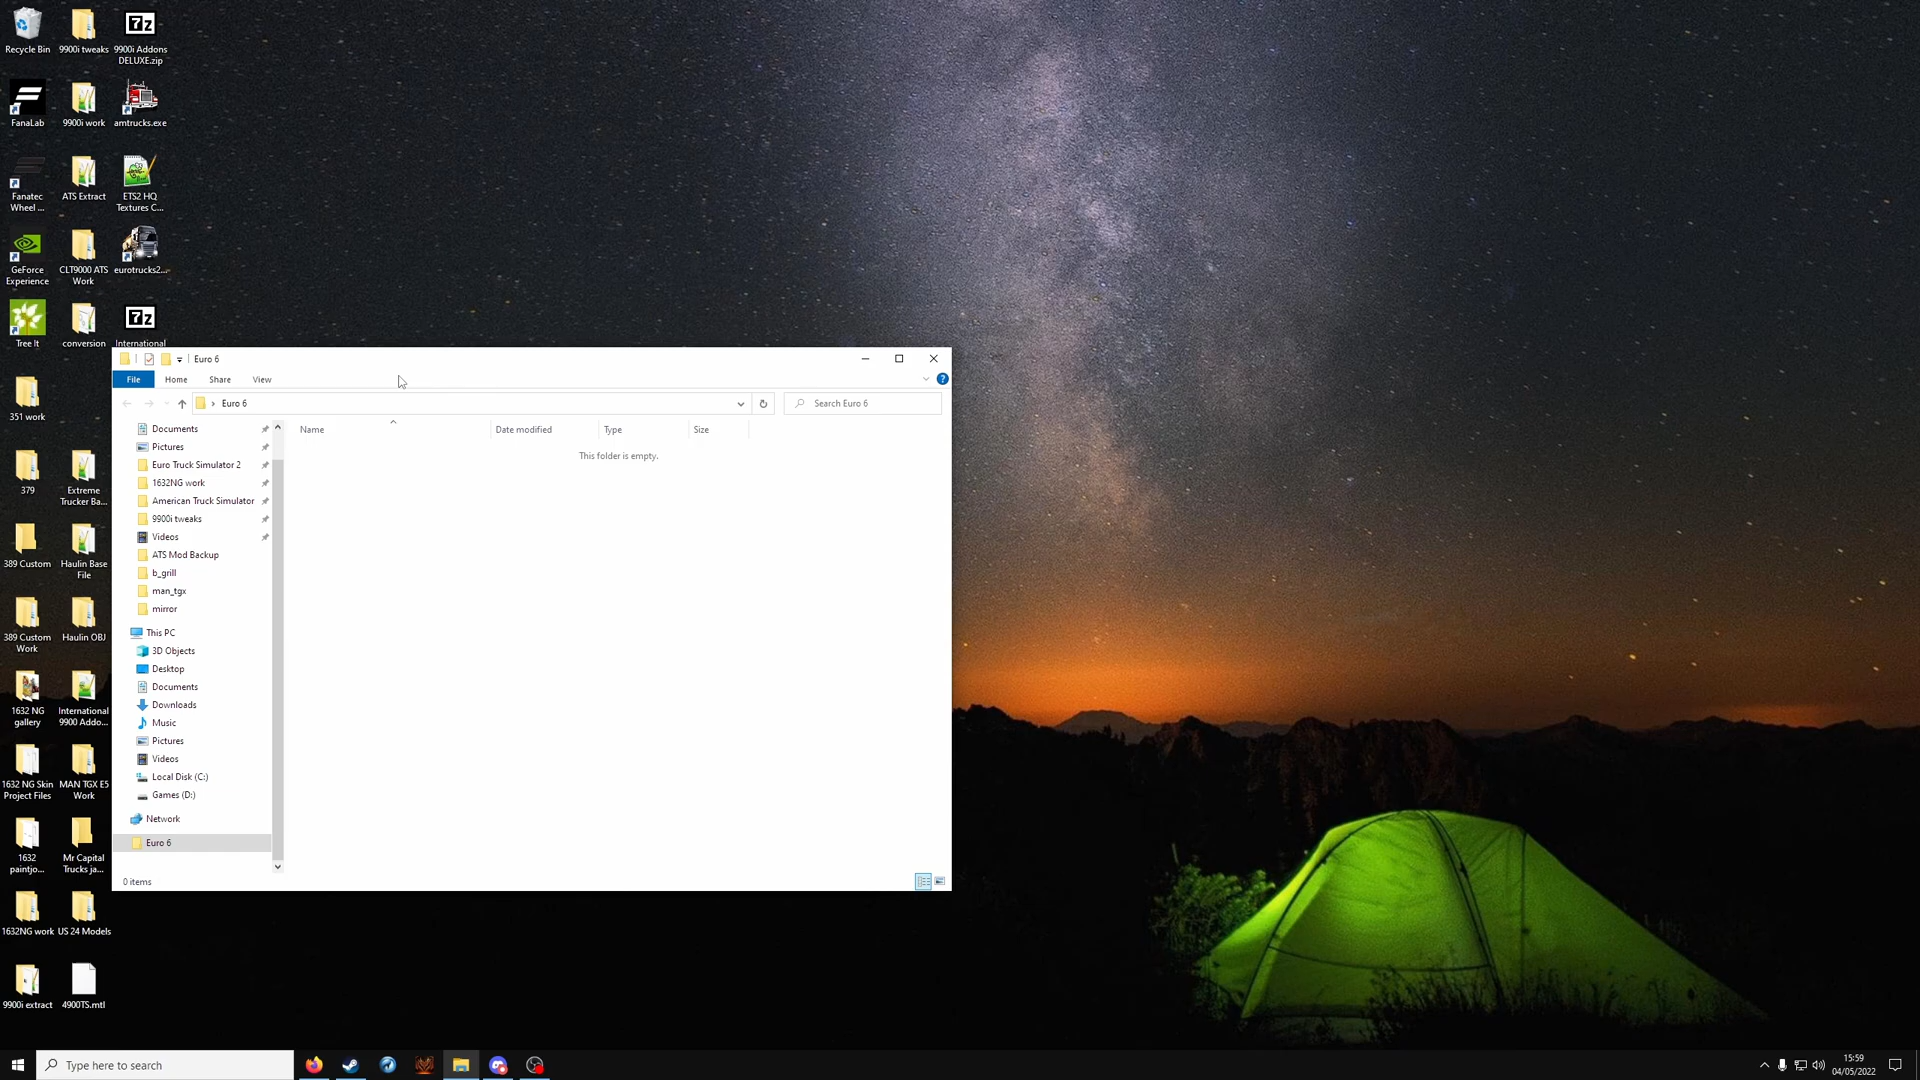 Recycle Bin
9900i tweaks
9900i Addons
DELUXE.zip
FanaLab
9900i work
amtrucks.exe
Fanatec
Wheel ...
ATS Extract
ETS2 HQ
Textures C...
GeForce
Experience
CLT9000 ATS
Work
eurotrucks2...
Tree It
conversion
International
351 work
379
Extreme
Trucker Ba...
389 Custom
Haulin Base
File
389 Custom
Work
Haulin OBJ
1632 NG
gallery
International
9900 Addo...
1632 NG Skin
Project Files
MAN TGX E5
Work
1632
paintjo...
Mr Capital
Trucks ja...
1632NG work
US 24 Models
9900i extract
4900TS.mtl
Euro 6
File
Home
Share
View
Euro 6
Search Euro 6
Name
Date modified
Type
Size
This folder is empty.
Documents
Pictures
Euro Truck Simulator 2
1632NG work
American Truck Simulator
9900i tweaks
Videos
ATS Mod Backup
b_grill
man_tgx
mirror
This PC
3D Objects
Desktop
Documents
Downloads
Music
Pictures
Videos
Local Disk (C:)
Games (D:)
Network
Euro 6
0 items
Type here to search
15:59
04/05/2022